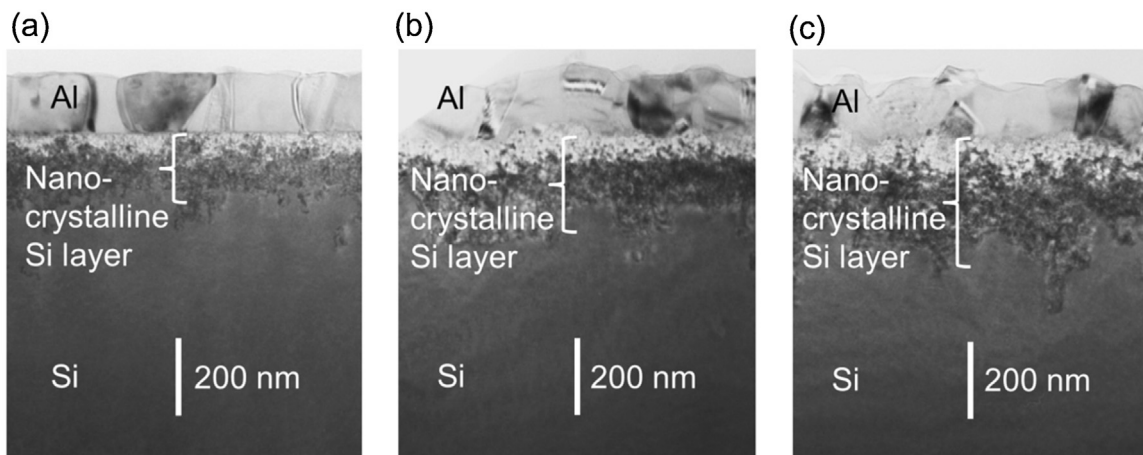 (a)
Al
Nano-
crystalline
Si layer
Si
200 nm
(b)
Al
Nano-
crystalline
Si layer
Si
200 nm
(c)
Al
Nano-
crystalline
Si layer
Si
200 nm